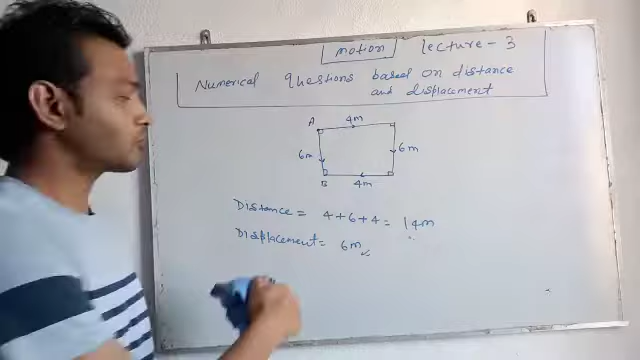 motion lecture - 3
Numerical Questions based on distance
and displacement
A 4m
6m 6m
B 4m
Distance = 4+6+4 = 14m
Displacement = 6m